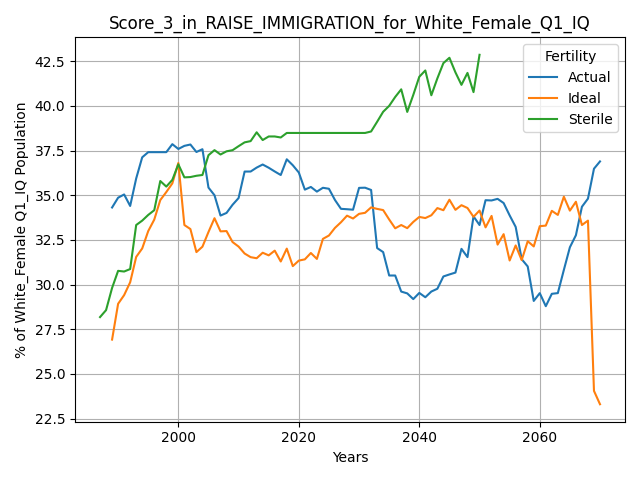 Score_3_in_RAISE_IMMIGRATION_for_White_Female_Q1_IQ
Fertility
Actual
Ideal
Sterile
% of White_Female Q1_IQ Population
42.5
40.0
37.5
35.0
32.5
30.0
27.5
25.0
22.5
2000
2020
2040
2060
Years